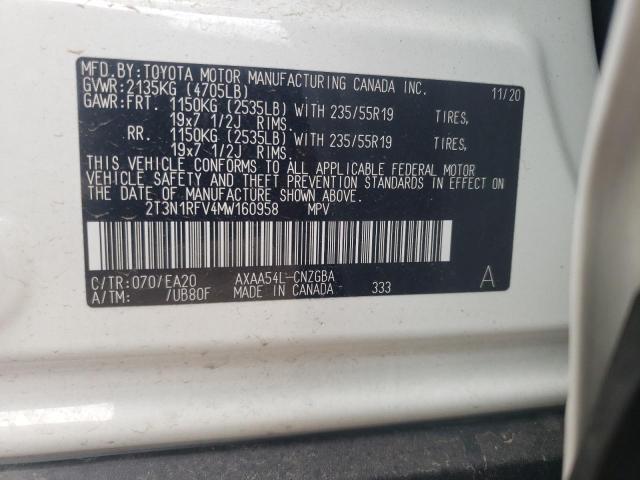 MFD.BY:TOYOTA MOTOR MANUFACTURING CANADA INC. 11/20
GVWR:2135KG (4705LB)
GAWR:FRT. 1150KG (2535LB) WITH 235/55R19 TIRES,
19x7 1/2J RIMS.
RR. 1150KG (2535LB) WITH 235/55R19 TIRES,
19x7 1/2J RIMS.
THIS VEHICLE CONFORMS TO ALL APPLICABLE FEDERAL MOTOR
VEHICLE SAFETY AND THEFT PREVENTION STANDARDS IN EFFECT ON
THE DATE OF MANUFACTURE SHOWN ABOVE.
2T3N1RFV4MW160958 MPV
C/TR:070/EA20 AXAA54L-CNZGBA A
A/TM: /UB80F MADE IN CANADA 333